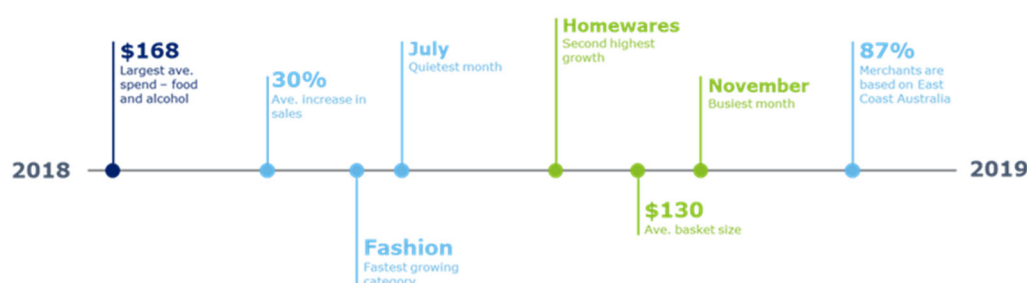 2018
$168
Largest ave.
spend – food
and alcohol
30%
Ave. increase in
sales
Fashion
Fastest growing
category
July
Quietest month
Homewares
Second highest
growth
$130
Ave. basket size
November
Busiest month
87%
Merchants are
based on East
Coast Australia
2019